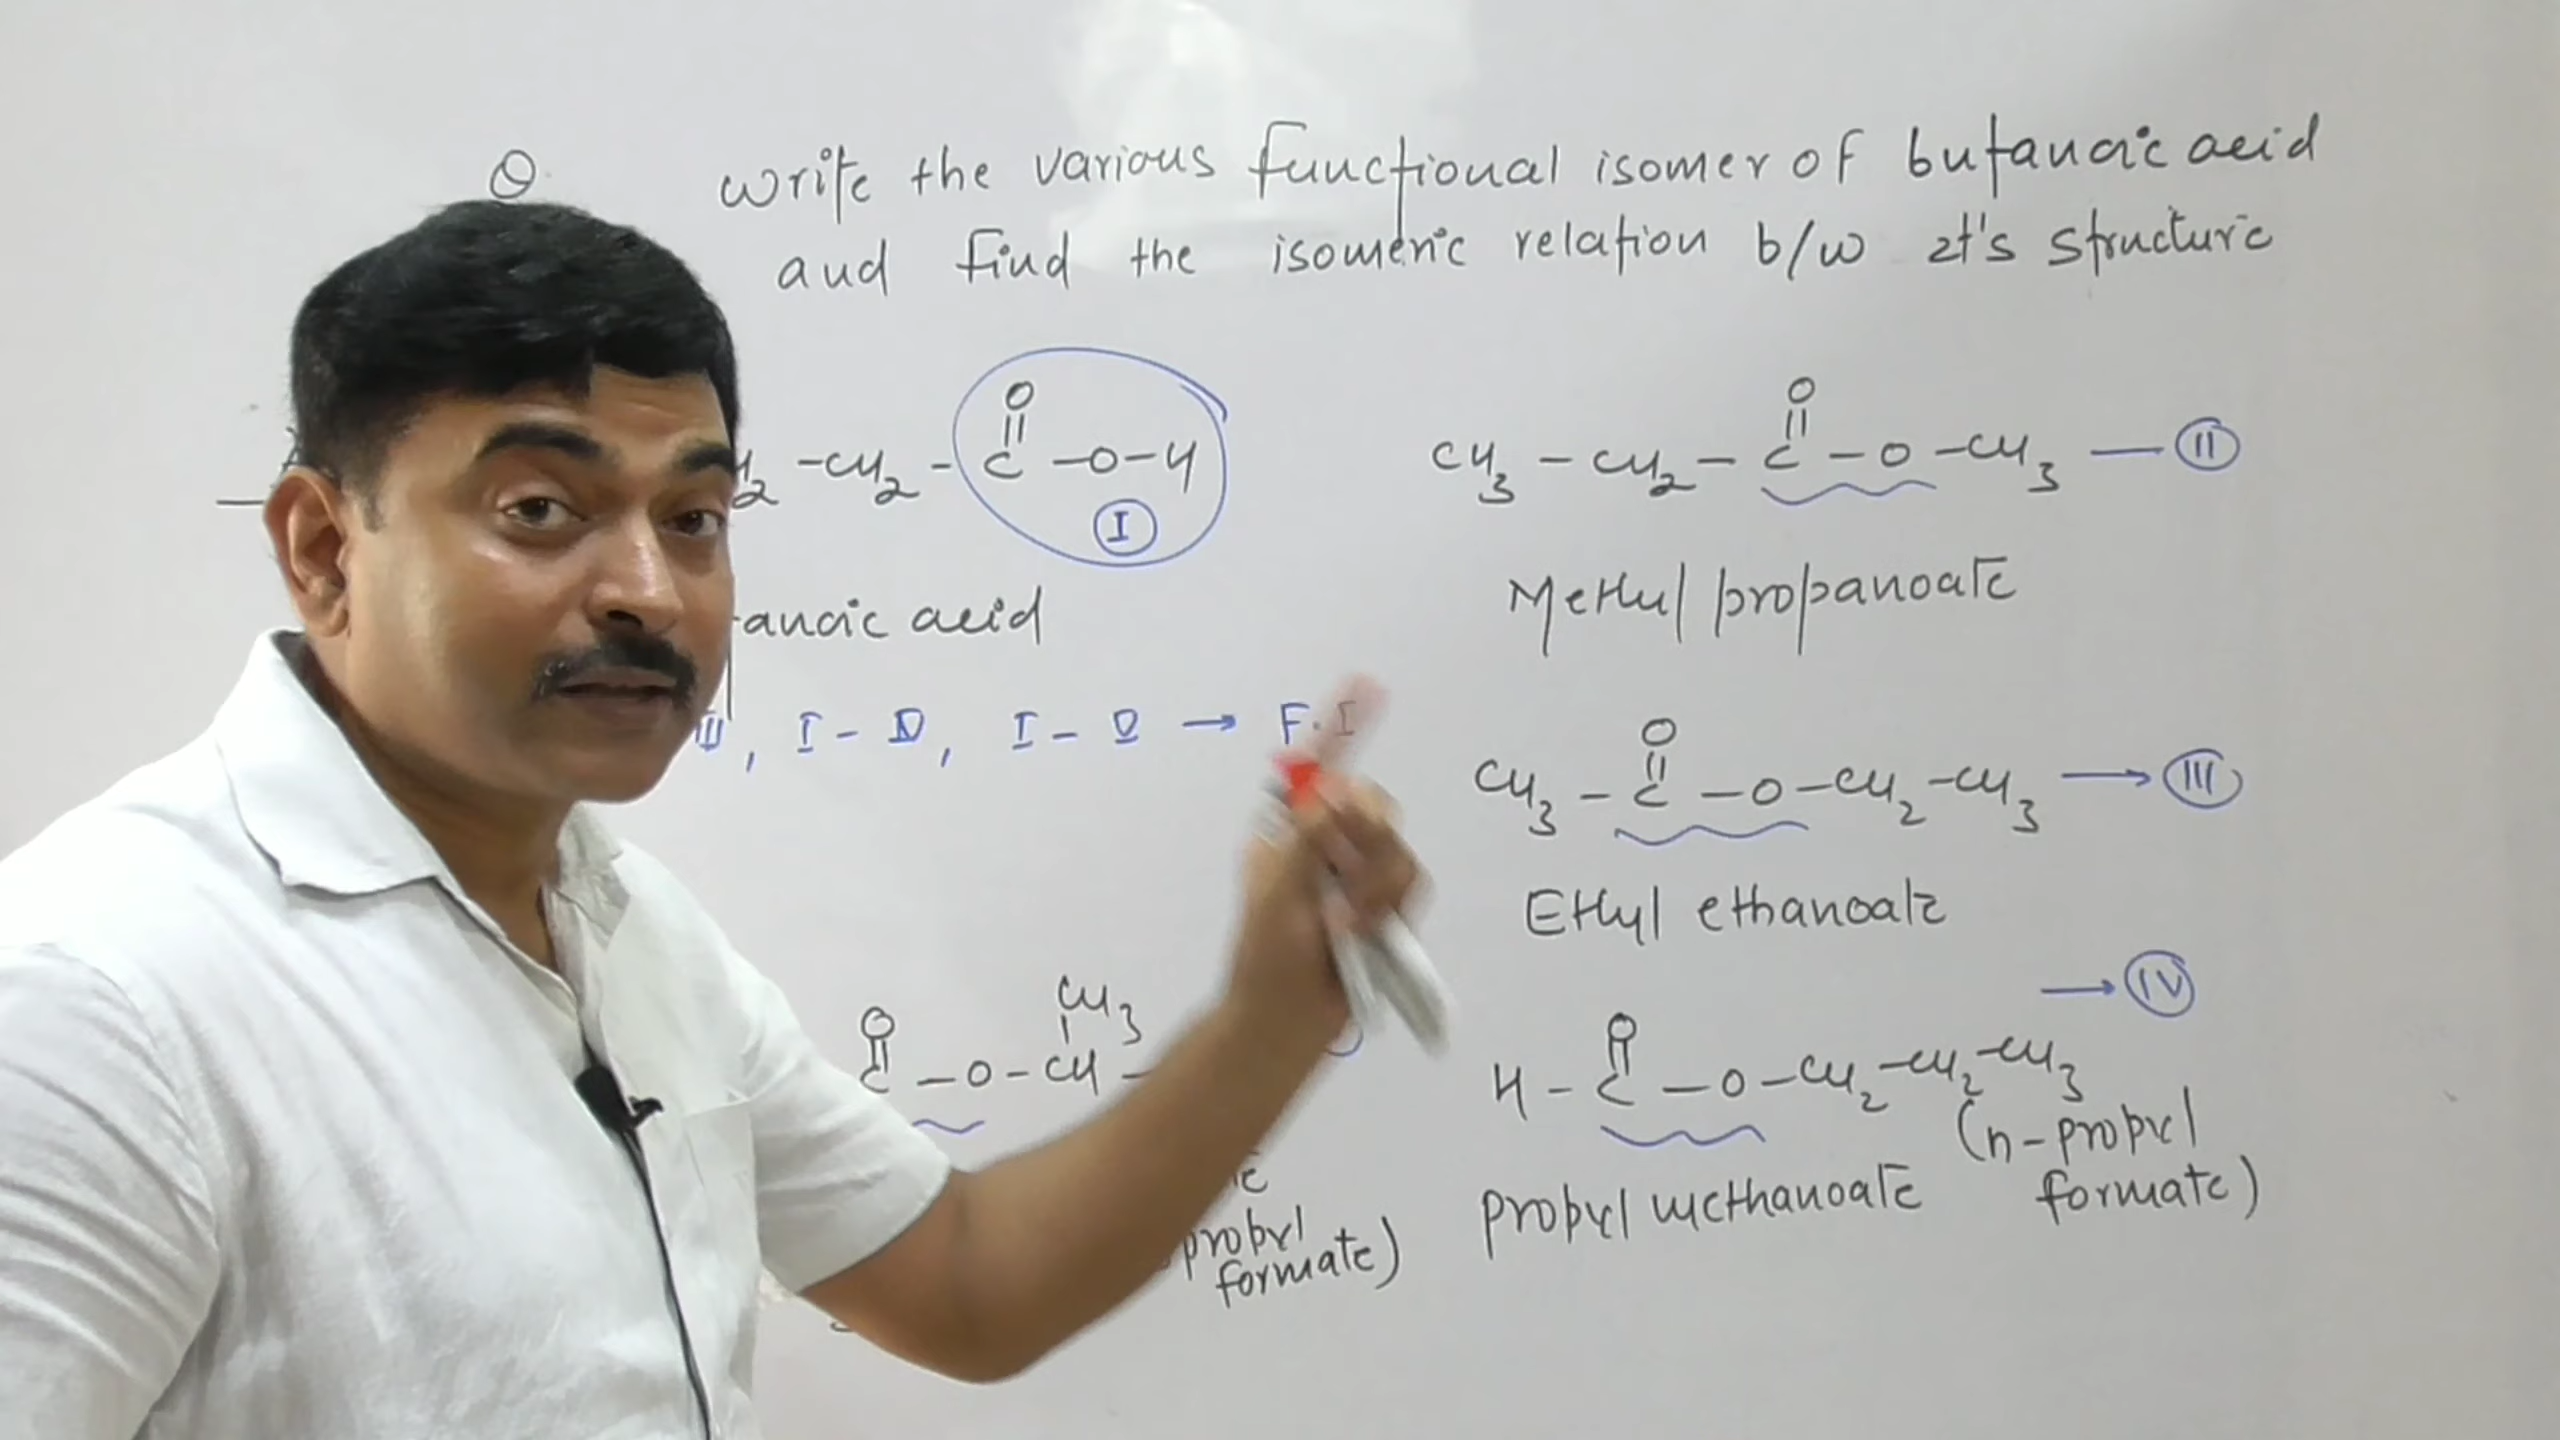 Q write the various functional isomer of butanoic acid
and find the isomeric relation b/w It's structure
O
||
-CH2 - C - O - H
I
O
||
CH3 - CH2 - C - O - CH3 — II
anoic acid
Methyl propanoate
III, I - IV, I - V → F.I
O
||
CH3 - C - O - CH2 - CH3 → III
Ethyl ethanoate
→ IV
O
||
C - O - CH -
CH3
O
||
H - C - O - CH2 - CH2 - CH3
(n-propyl
formate)
Propyl methanoate
propyl
formate)